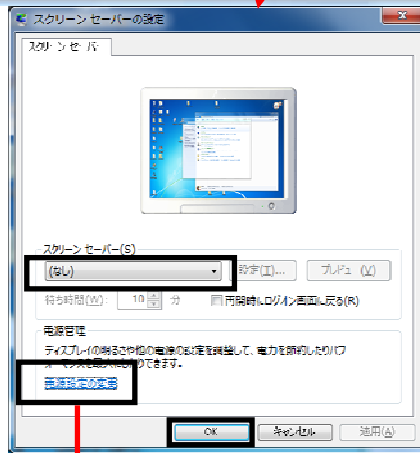 スクリーン セーバーの設定
スクリーン セーバー
スクリーン セーバー(S)
(なし)
設定(T)...
プレビュー (V)
待ち時間(W): 10 分 再開時にログオン画面に戻る(R)
電源管理
ディスプレイの明るさや他の電源の設定を調整して、電力を節約したりパフ
ォーマンスを最大にしたりできます。
電源設定の変更
OK キャンセル 適用(A)